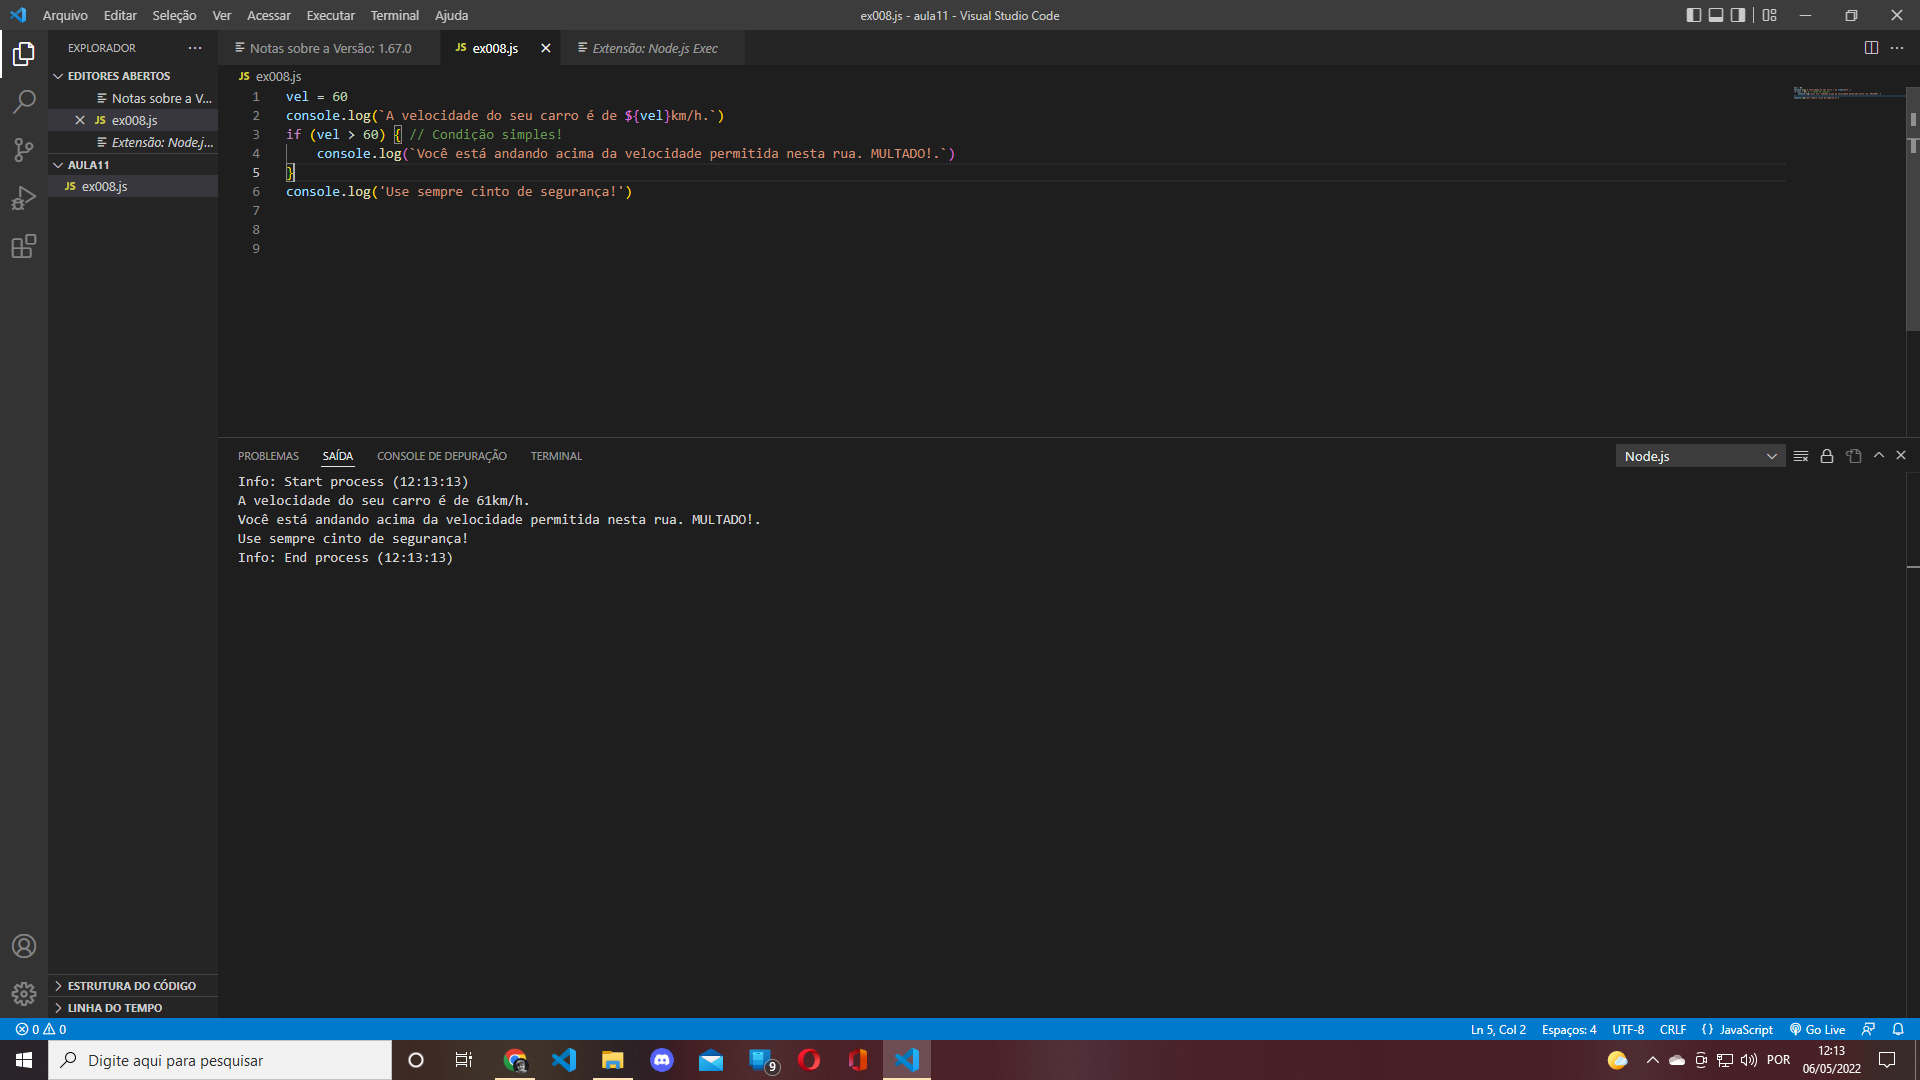 Arquivo Editar Seleção Ver Acessar Executar Terminal Ajuda
ex008.js - aula11 - Visual Studio Code
EXPLORADOR
Notas sobre a Versão: 1.67.0
JS ex008.js
Extensão: Node.js Exec
EDITORES ABERTOS
Notas sobre a V...
JS ex008.js
Extensão: Node.j...
AULA11
JS ex008.js
JS ex008.js
1 vel = 60
2 console.log(`A velocidade do seu carro é de ${vel}km/h.`)
3 if (vel > 60) { // Condição simples!
4 console.log(`Você está andando acima da velocidade permitida nesta rua. MULTADO!.`)
5 }
6 console.log('Use sempre cinto de segurança!')
7
8
9
PROBLEMAS SAÍDA CONSOLE DE DEPURAÇÃO TERMINAL
Node.js
Info: Start process (12:13:13)
A velocidade do seu carro é de 61km/h.
Você está andando acima da velocidade permitida nesta rua. MULTADO!.
Use sempre cinto de segurança!
Info: End process (12:13:13)
ESTRUTURA DO CÓDIGO
LINHA DO TEMPO
0 0
Ln 5, Col 2 Espaços: 4 UTF-8 CRLF {} JavaScript Go Live
Digite aqui para pesquisar
9
POR
12:13
06/05/2022